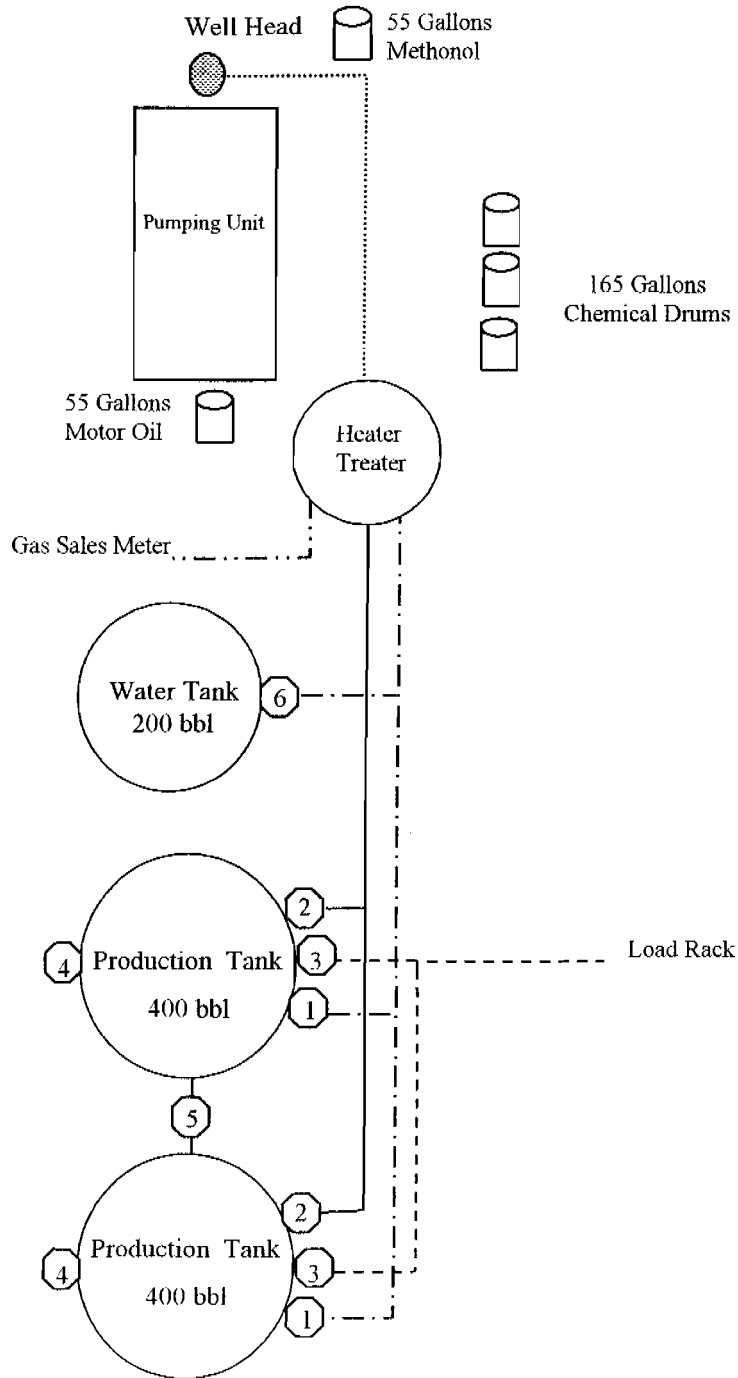 Well Head
55 Gallons
Methonol
Pumping Unit
165 Gallons
Chemical Drums
55 Gallons
Motor Oil
Heater
Treater
Gas Sales Meter
Water Tank
200 bbl
6
2
4
Production Tank
400 bbl
3
1
Load Rack
5
2
4
Production Tank
400 bbl
3
1